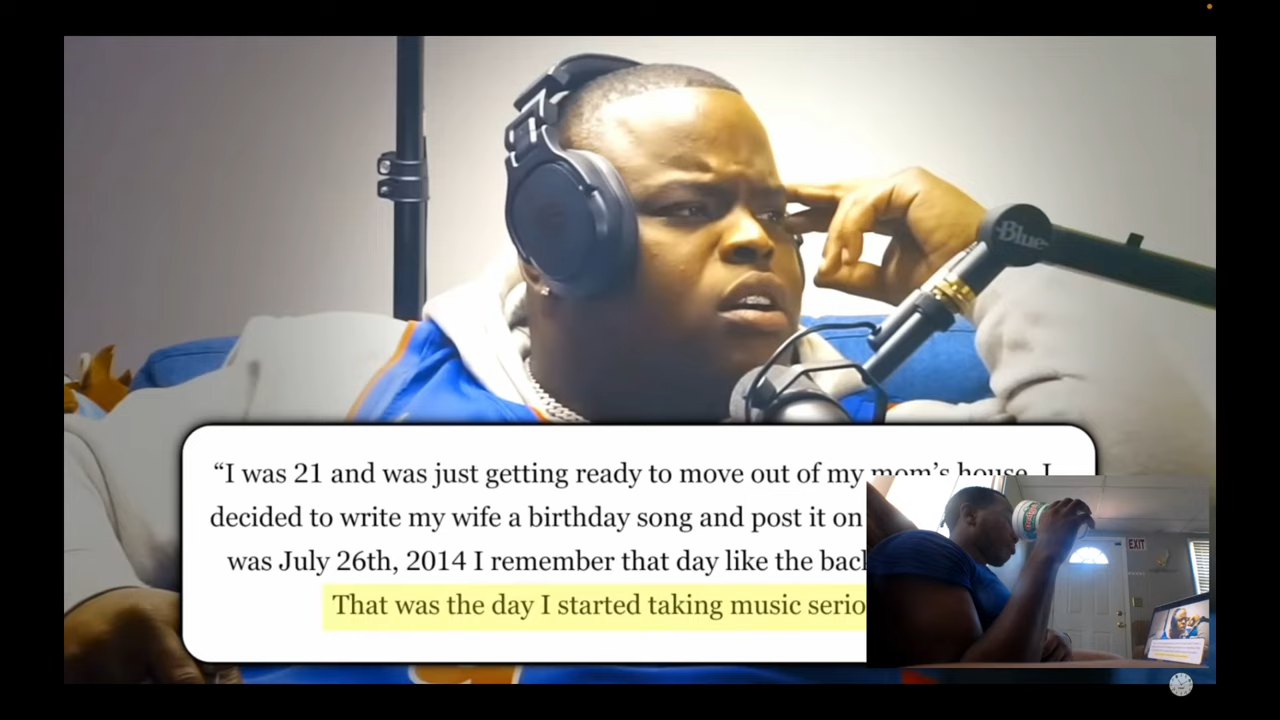 Blue
“I was 21 and was just getting ready to move out of my mom’s house. I
decided to write my wife a birthday song and post it on
was July 26th, 2014 I remember that day like the
That was the day I started taking music
EXIT